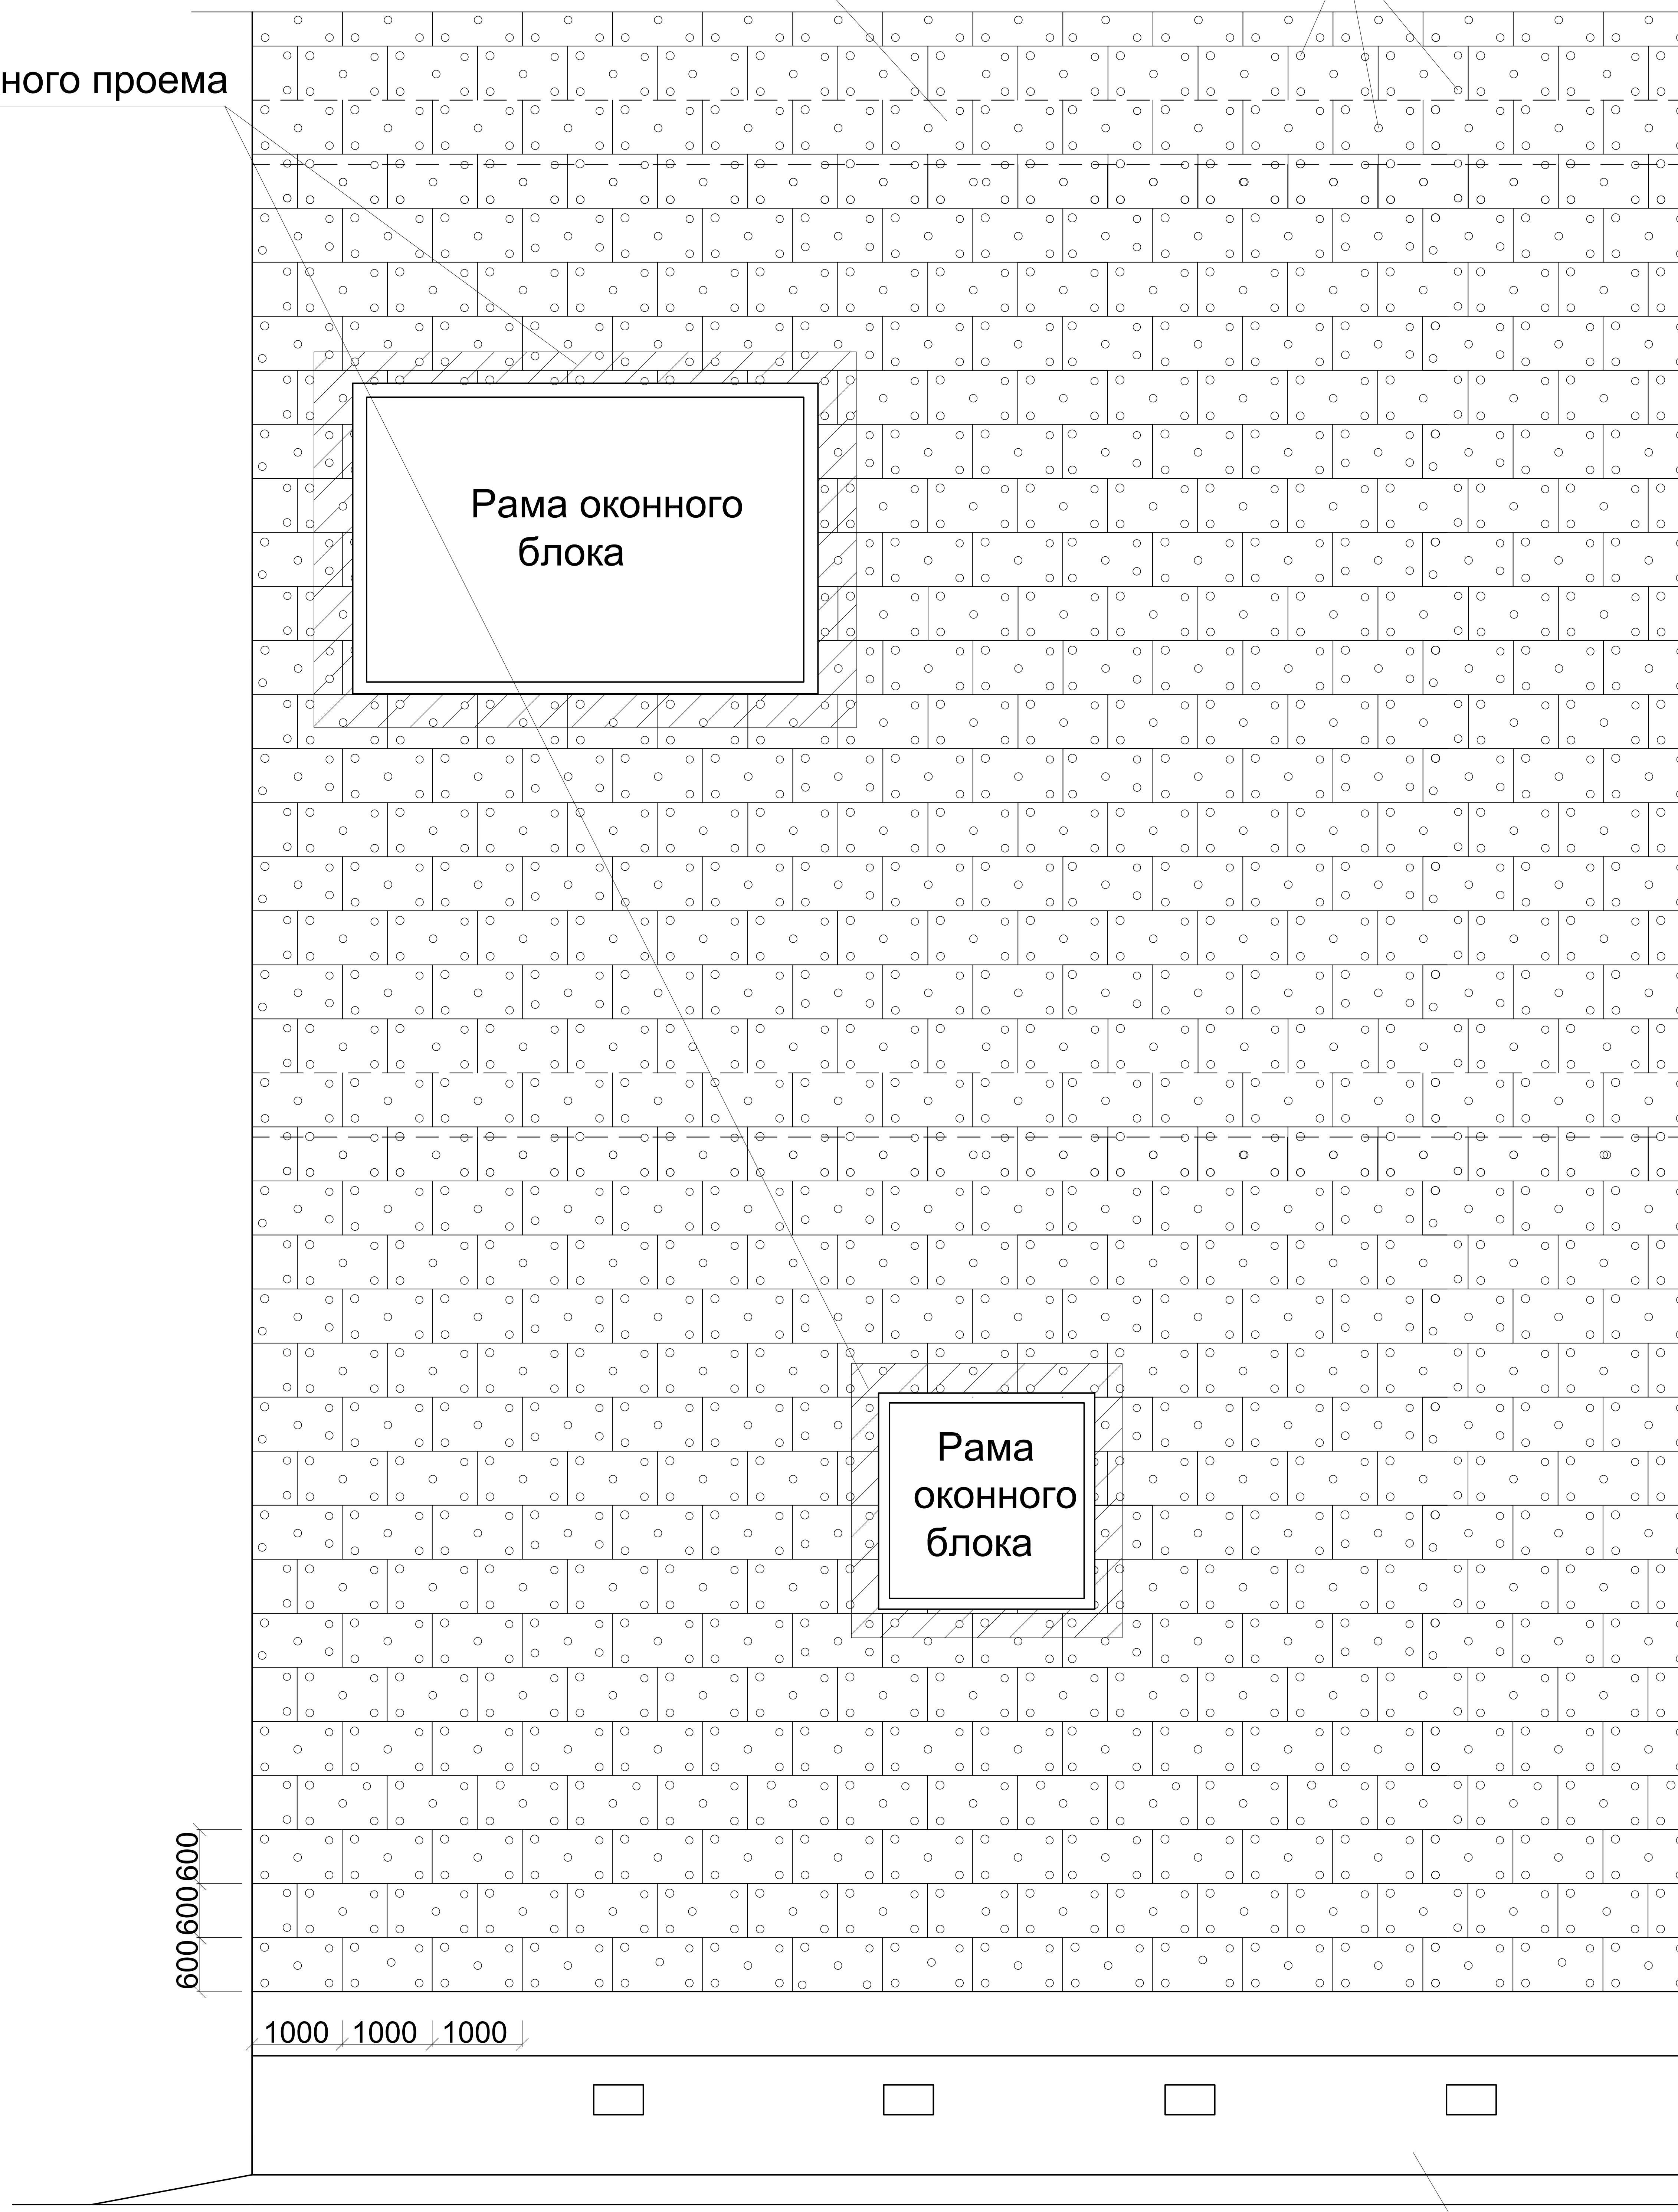 ного проема
Рама оконного
блока
Рама
оконного
блока
600
600
600
1000 1000 1000